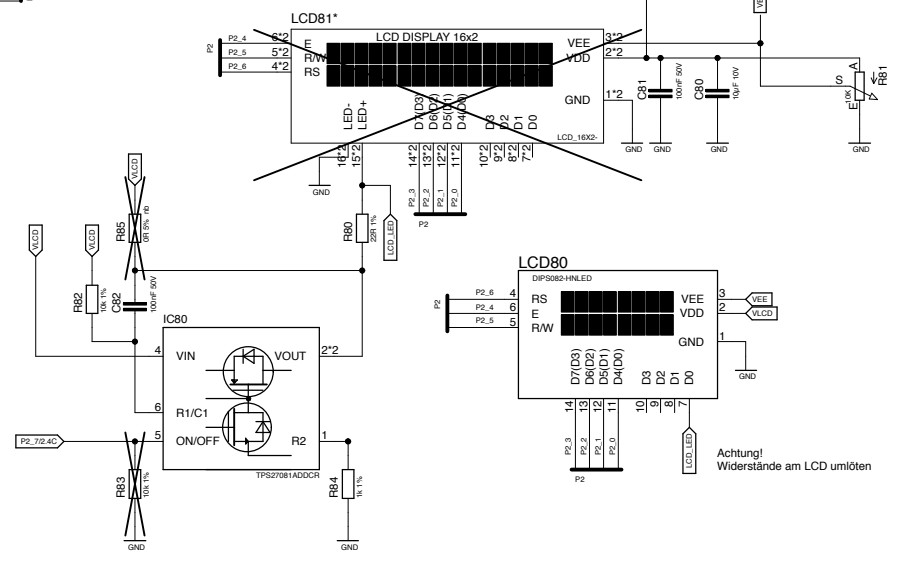 LCD81*
LCD DISPLAY 16x2
P2
P2_4
P2_5
P2_6
6*2
5*2
4*2
E
R/W
RS
VEE
VDD
GND
3*2
2*2
1*2
LED-
LED+
D7(D3)
D6(D2)
D5(D1)
D4(D0)
D3
D2
D1
D0
LCD_16X2-
16*2
15*2
14*2
13*2
12*2
11*2
10*2
9*2
8*2
7*2
P2_3
P2_2
P2_1
P2_0
P2
GND
C81
100nF 50V
C80
10µF 10V
GND
GND
GND
A
S
E
10K
R81
GND
VLCD
R85
0R 5%
nb
R80
22R 1%
LCD_LED
VLCD
VLCD
R82
10k 1%
C82
100nF 50V
IC80
4
VIN
VOUT
2*2
6
R1/C1
5
ON/OFF
R2
1
TPS27081ADDCR
P2_7/2.4C
R83
10k 1%
GND
R84
1k 1%
GND
LCD80
DIPS082-HNLED
P2
P2_6
P2_4
P2_5
4
6
5
RS
E
R/W
VEE
VDD
GND
3
2
1
VEE
VLCD
GND
D7(D3)
D6(D2)
D5(D1)
D4(D0)
D3
D2
D1
D0
14
13
12
11
10
9
8
7
P2_3
P2_2
P2_1
P2_0
P2
LCD_LED
Achtung!
Widerstände am LCD umlöten